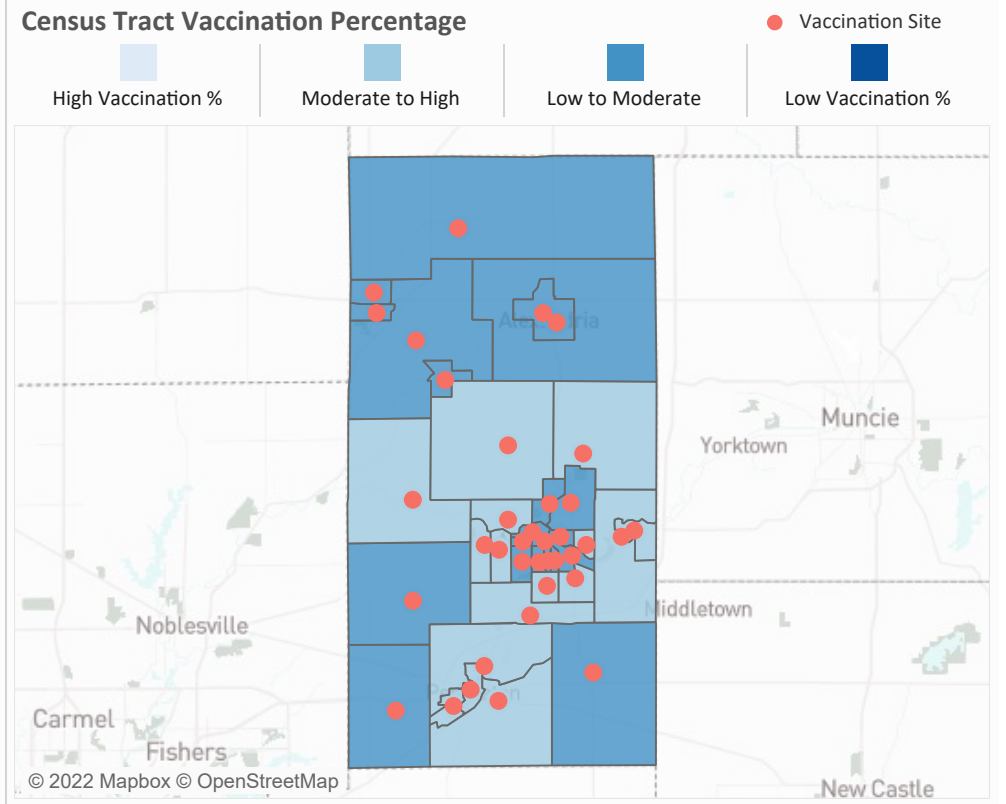 Census Tract Vaccination Percentage
Vaccination Site
High Vaccination %
Moderate to High
Low to Moderate
Low Vaccination %
Muncie
Yorktown
Middletown
Noblesville
Carmel
Fishers
© 2022 Mapbox © OpenStreetMap
New Castle